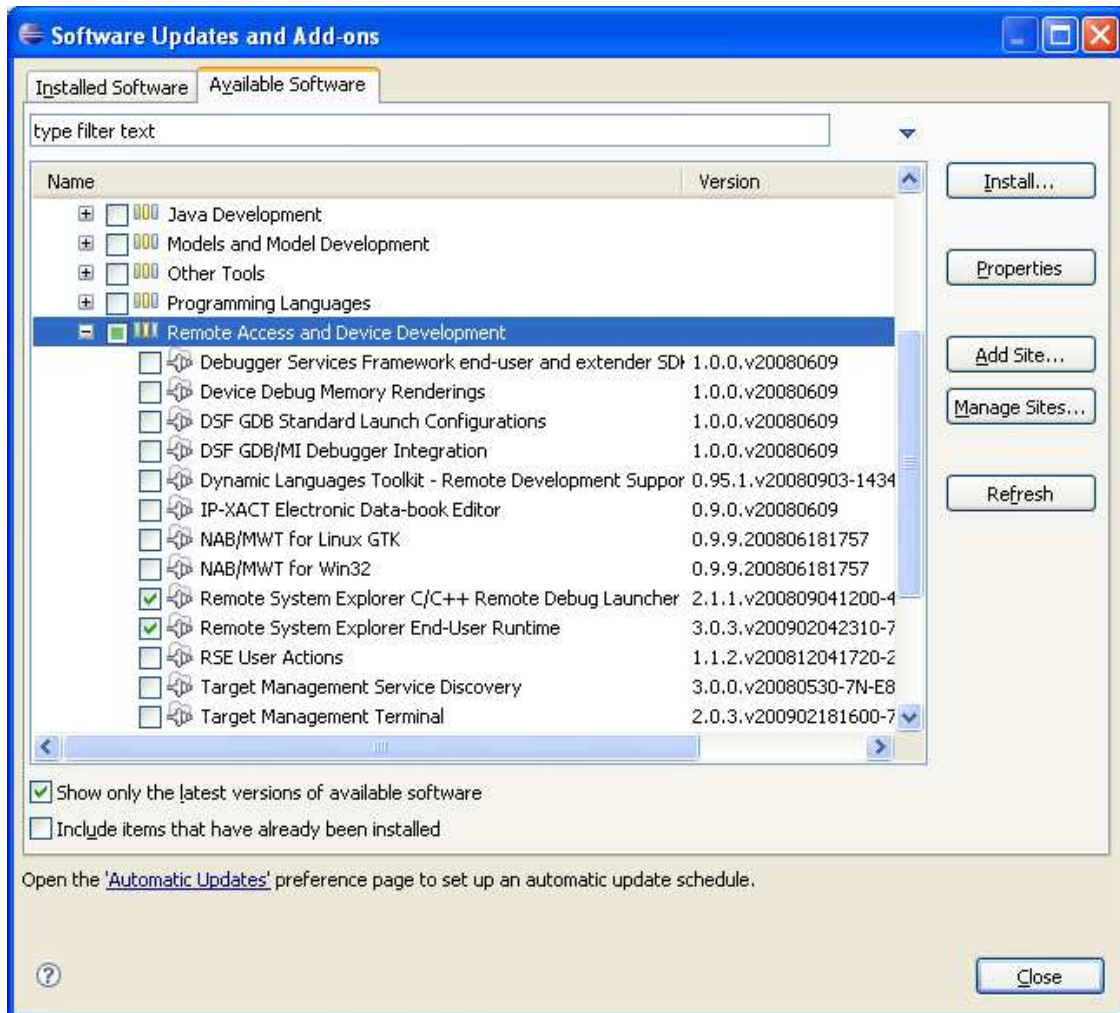 Software Updates and Add-ons
Installed Software Available Software
type filter text
Name Version
Install...
Java Development
Models and Model Development
Other Tools
Properties
Programming Languages
Remote Access and Device Development
Debugger Services Framework end-user and extender SDK 1.0.0.v20080609
Add Site...
Device Debug Memory Renderings 1.0.0.v20080609
Manage Sites...
DSF GDB Standard Launch Configurations 1.0.0.v20080609
DSF GDB/MI Debugger Integration 1.0.0.v20080609
Dynamic Languages Toolkit - Remote Development Suppor 0.95.1.v20080903-1434
Refresh
IP-XACT Electronic Data-book Editor 0.9.0.v20080609
NAB/MWT for Linux GTK 0.9.9.200806181757
NAB/MWT for Win32 0.9.9.200806181757
Remote System Explorer C/C++ Remote Debug Launcher 2.1.1.v200809041200-4
Remote System Explorer End-User Runtime 3.0.3.v200902042310-7
RSE User Actions 1.1.2.v200812041720-2
Target Management Service Discovery 3.0.0.v20080530-7N-E8
Target Management Terminal 2.0.3.v200902181600-7
Show only the latest versions of available software
Include items that have already been installed
Open the 'Automatic Updates' preference page to set up an automatic update schedule.
? Close